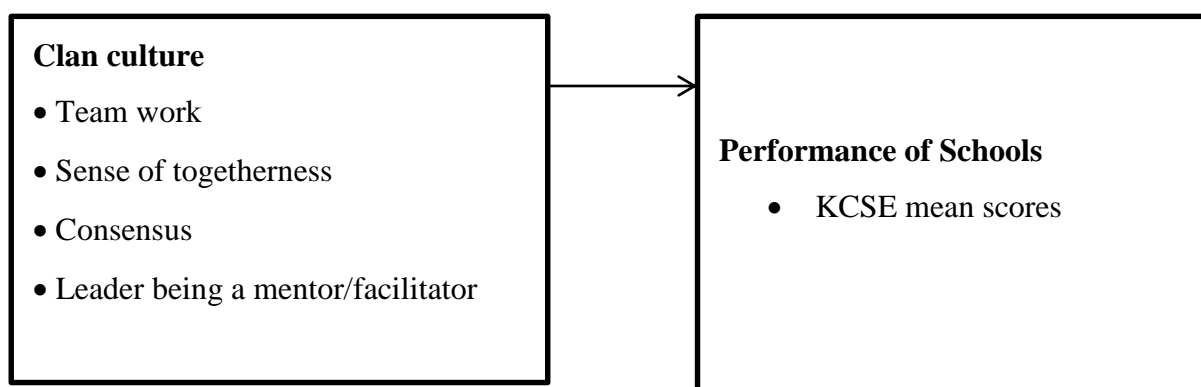 Clan culture
• Team work
• Sense of togetherness
• Consensus
• Leader being a mentor/facilitator
Performance of Schools
• KCSE mean scores